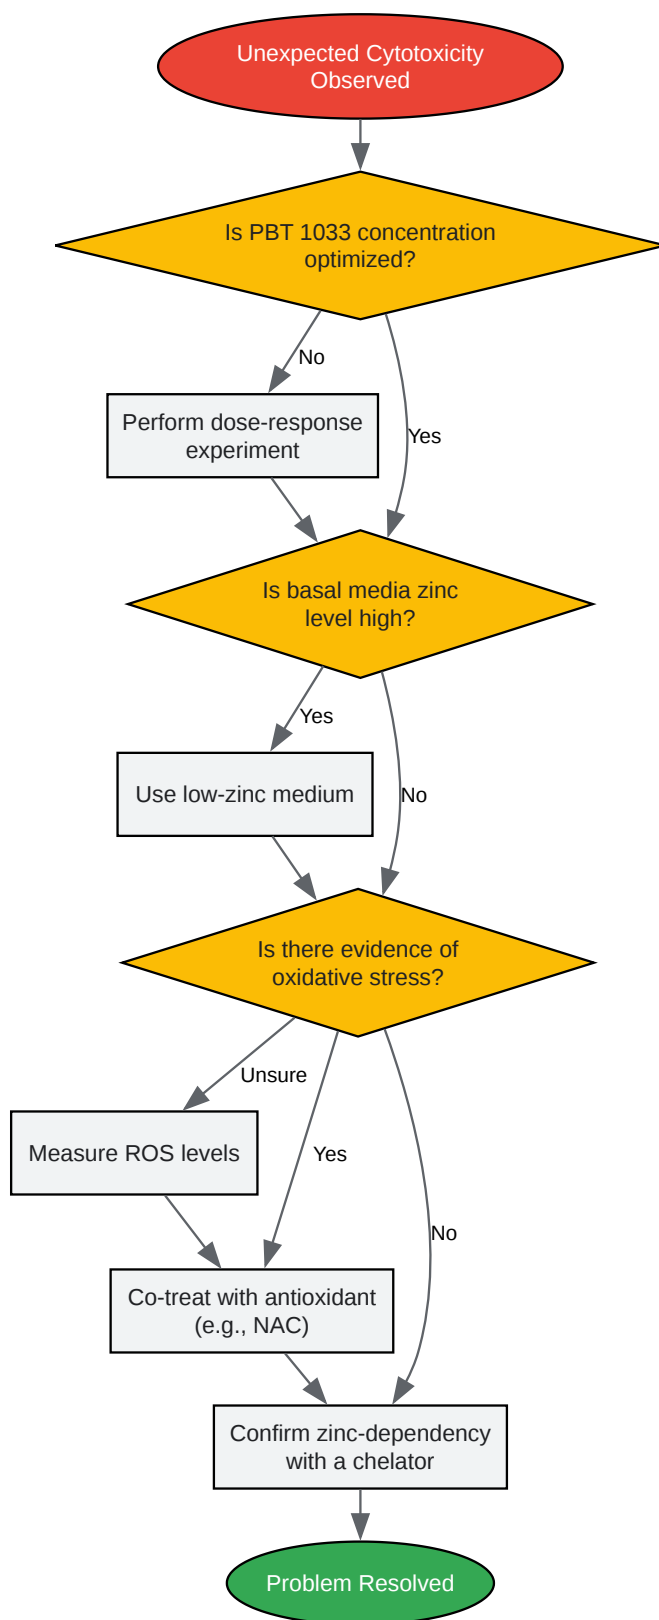 Unexpected Cytotoxicity
Observed
Is PBT 1033 concentration
optimized?
No
Perform dose-response
experiment
Yes
Is basal media zinc
level high?
Yes
Use low-zinc medium
No
Is there evidence of
oxidative stress?
Unsure
Measure ROS levels
Yes
No
Co-treat with antioxidant
(e.g., NAC)
Confirm zinc-dependency
with a chelator
Problem Resolved